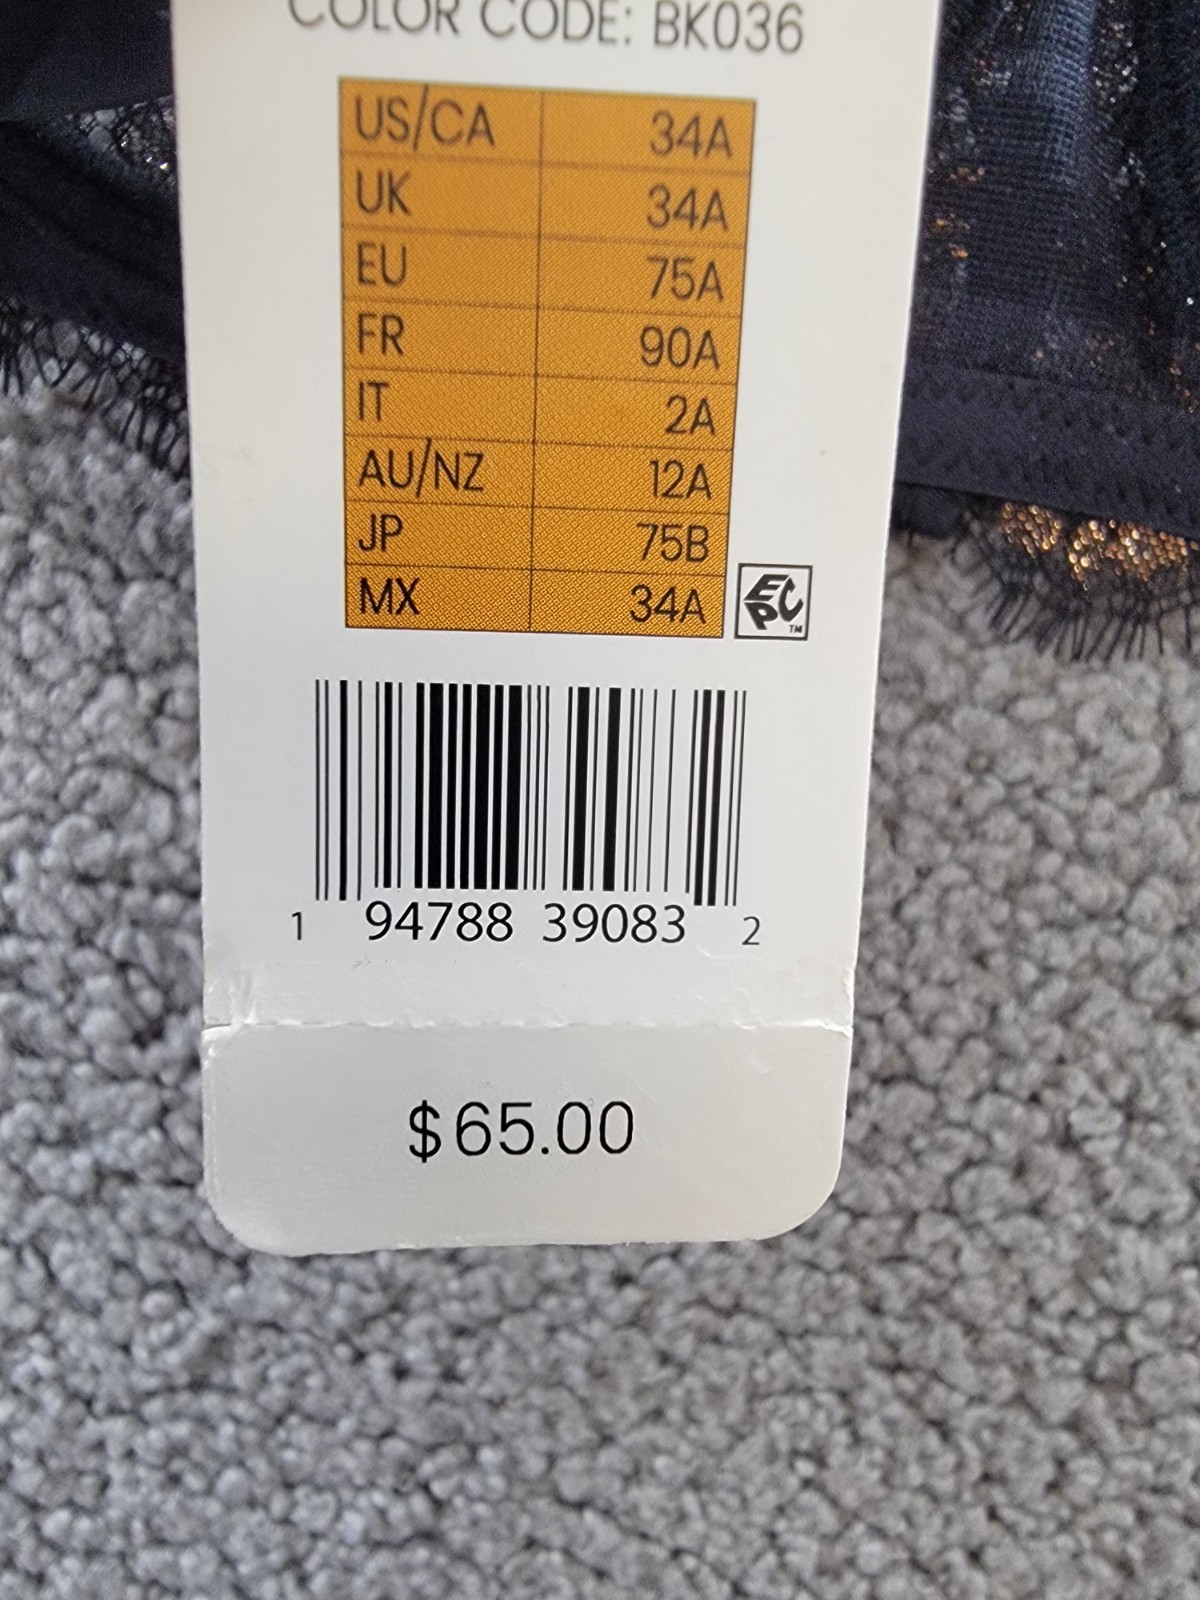 COLOR CODE: BK036
US/CA 34A
UK 34A
EU 75A
FR 90A
IT 2A
AU/NZ 12A
JP 75B
MX 34A
EPC TM
1 94788 39083 2
$65.00